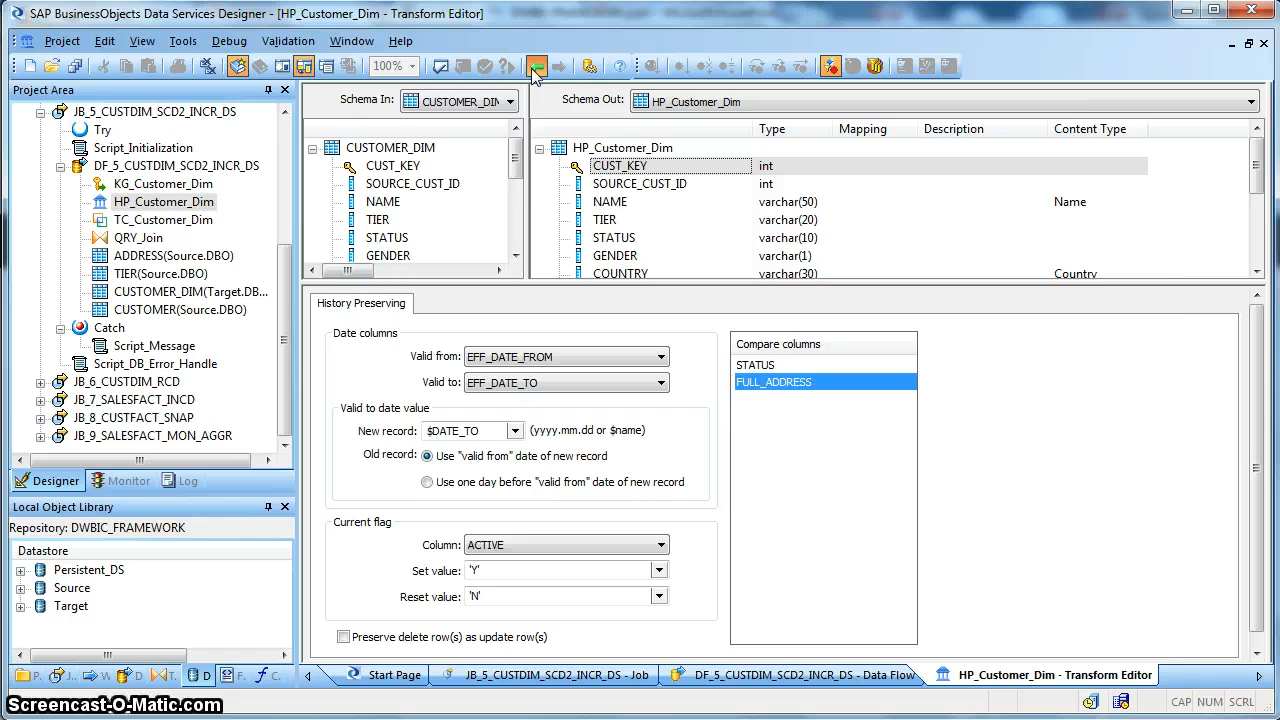 SAP BusinessObjects Data Services Designer - [HP_Customer_Dim - Transform Editor]
Project Edit View Tools Debug Validation Window Help
100%
Project Area
JB_5_CUSTDIM_SCD2_INCR_DS
Try
Script_Initialization
DF_5_CUSTDIM_SCD2_INCR_DS
KG_Customer_Dim
HP_Customer_Dim
TC_Customer_Dim
QRY_Join
ADDRESS(Source.DBO)
TIER(Source.DBO)
CUSTOMER_DIM(Target.DB...
CUSTOMER(Source.DBO)
Catch
Script_Message
Script_DB_Error_Handle
JB_6_CUSTDIM_RCD
JB_7_SALESFACT_INCD
JB_8_CUSTFACT_SNAP
JB_9_SALESFACT_MON_AGGR
Designer Monitor Log
Local Object Library
Repository: DWBIC_FRAMEWORK
Datastore
Persistent_DS
Source
Target
P... J... W... D... T... D F... C..
Schema In: CUSTOMER_DIM
CUSTOMER_DIM
CUST_KEY
SOURCE_CUST_ID
NAME
TIER
STATUS
GENDER
Schema Out: HP_Customer_Dim
Type Mapping Description Content Type
HP_Customer_Dim
CUST_KEY int
SOURCE_CUST_ID int
NAME varchar(50) Name
TIER varchar(20)
STATUS varchar(10)
GENDER varchar(1)
COUNTRY varchar(30) Country
History Preserving
Date columns
Valid from: EFF_DATE_FROM
Valid to: EFF_DATE_TO
Valid to date value
New record: $DATE_TO (yyyy.mm.dd or $name)
Old record: Use "valid from" date of new record
Use one day before "valid from" date of new record
Current flag
Column: ACTIVE
Set value: 'Y'
Reset value: 'N'
Preserve delete row(s) as update row(s)
Compare columns
STATUS
FULL_ADDRESS
Start Page JB_5_CUSTDIM_SCD2_INCR_DS - Job DF_5_CUSTDIM_SCD2_INCR_DS - Data Flow HP_Customer_Dim - Transform Editor
CAP NUM SCRL
Screencast-O-Matic.com